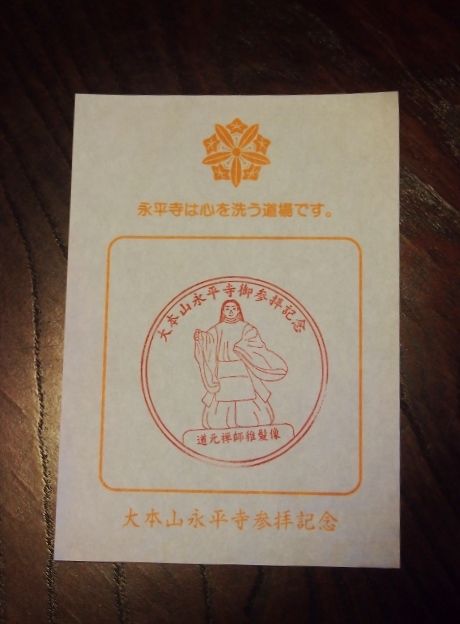 永平寺は心を洗う道場です。
大本山永平寺御参拝記念
道元禅師稚髪像
大本山永平寺参拝記念